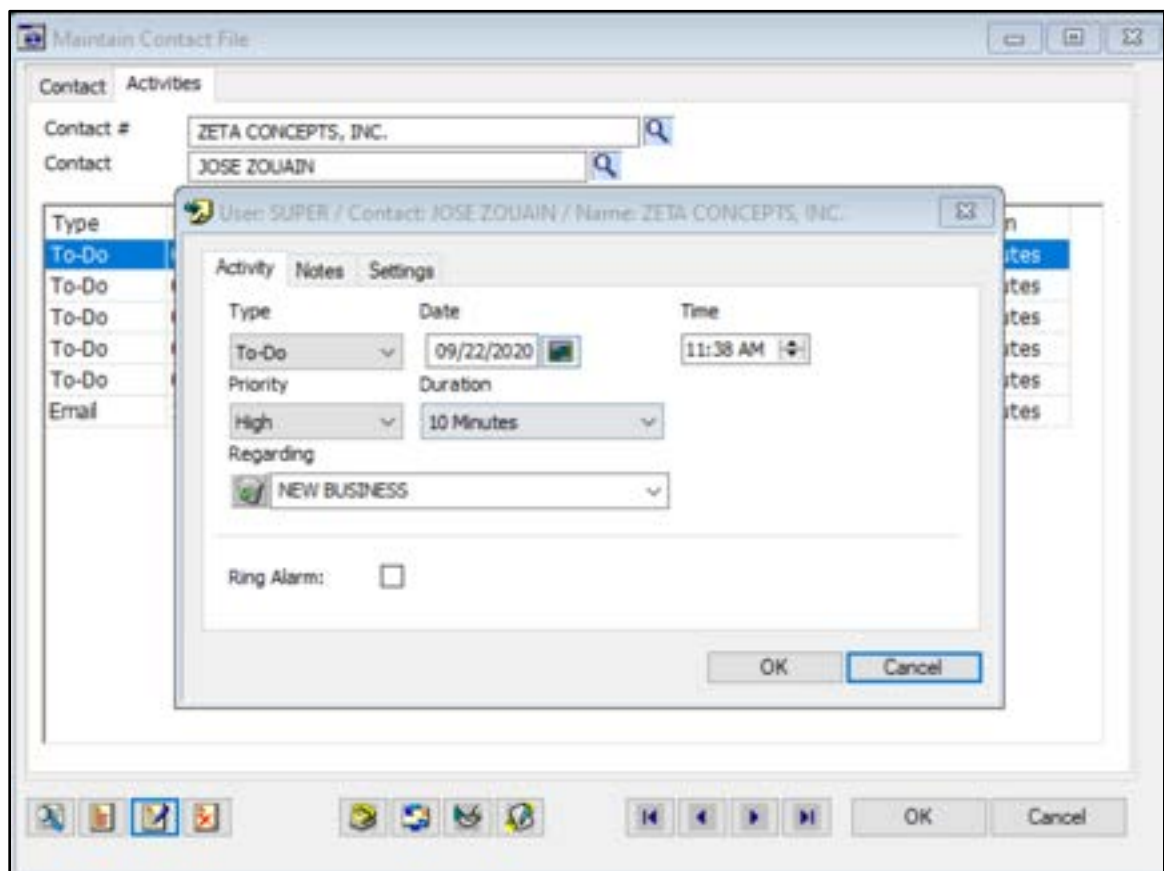 Maintain Contact File
Contact Activities
Contact # ZETA CONCEPTS, INC.
Contact JOSE ZOUAIN
User: SUPER / Contact: JOSE ZOUAIN / Name: ZETA CONCEPTS, INC.
Type
To-Do
To-Do
To-Do
To-Do
To-Do
Email
Activity Notes Settings
Type Date Time
To-Do 09/22/2020 11:38 AM
Priority Duration
High 10 Minutes
Regarding
NEW BUSINESS
Ring Alarm:
OK Cancel
OK Cancel